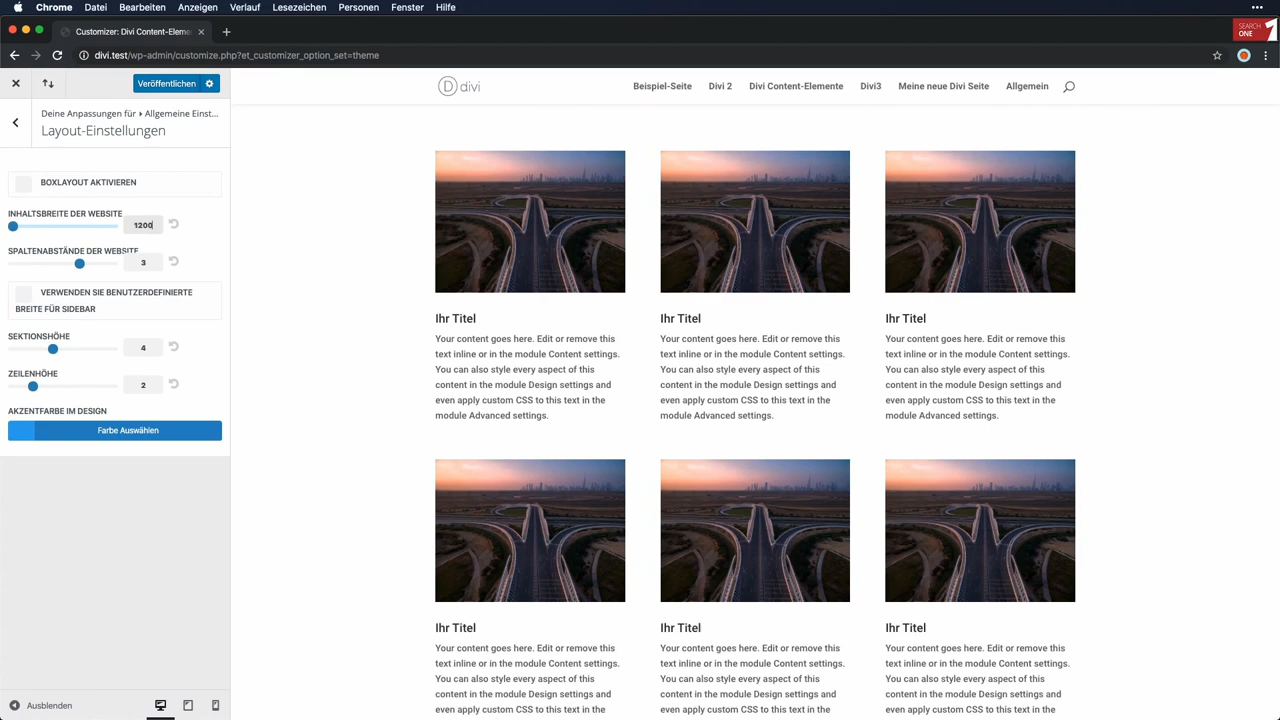 Chrome Datei Bearbeiten Anzeigen Verlauf Lesezeichen Personen Fenster Hilfe
Customizer: Divi Content-Eleme
SEARCH
ONE
divi.test/wp-admin/customize.php?et_customizer_option_set=theme
Veröffentlichen
Deine Anpassungen für ▸ Allgemeine Einst...
Layout-Einstellungen
BOXLAYOUT AKTIVIEREN
INHALTSBREITE DER WEBSITE
1200
SPALTENABSTÄNDE DER WEBSITE
3
VERWENDEN SIE BENUTZERDEFINIERTE
BREITE FÜR SIDEBAR
SEKTIONSHÖHE
4
ZEILENHÖHE
2
AKZENTFARBE IM DESIGN
Farbe Auswählen
Ausblenden
D divi
Beispiel-Seite Divi 2 Divi Content-Elemente Divi3 Meine neue Divi Seite Allgemein
Ihr Titel
Your content goes here. Edit or remove this
text inline or in the module Content settings.
You can also style every aspect of this
content in the module Design settings and
even apply custom CSS to this text in the
module Advanced settings.
Ihr Titel
Your content goes here. Edit or remove this
text inline or in the module Content settings.
You can also style every aspect of this
content in the module Design settings and
even apply custom CSS to this text in the
module Advanced settings.
Ihr Titel
Your content goes here. Edit or remove this
text inline or in the module Content settings.
You can also style every aspect of this
content in the module Design settings and
even apply custom CSS to this text in the
module Advanced settings.
Ihr Titel
Your content goes here. Edit or remove this
text inline or in the module Content settings.
You can also style every aspect of this
content in the module Design settings and
even apply custom CSS to this text in the
Ihr Titel
Your content goes here. Edit or remove this
text inline or in the module Content settings.
You can also style every aspect of this
content in the module Design settings and
even apply custom CSS to this text in the
Ihr Titel
Your content goes here. Edit or remove this
text inline or in the module Content settings.
You can also style every aspect of this
content in the module Design settings and
even apply custom CSS to this text in the